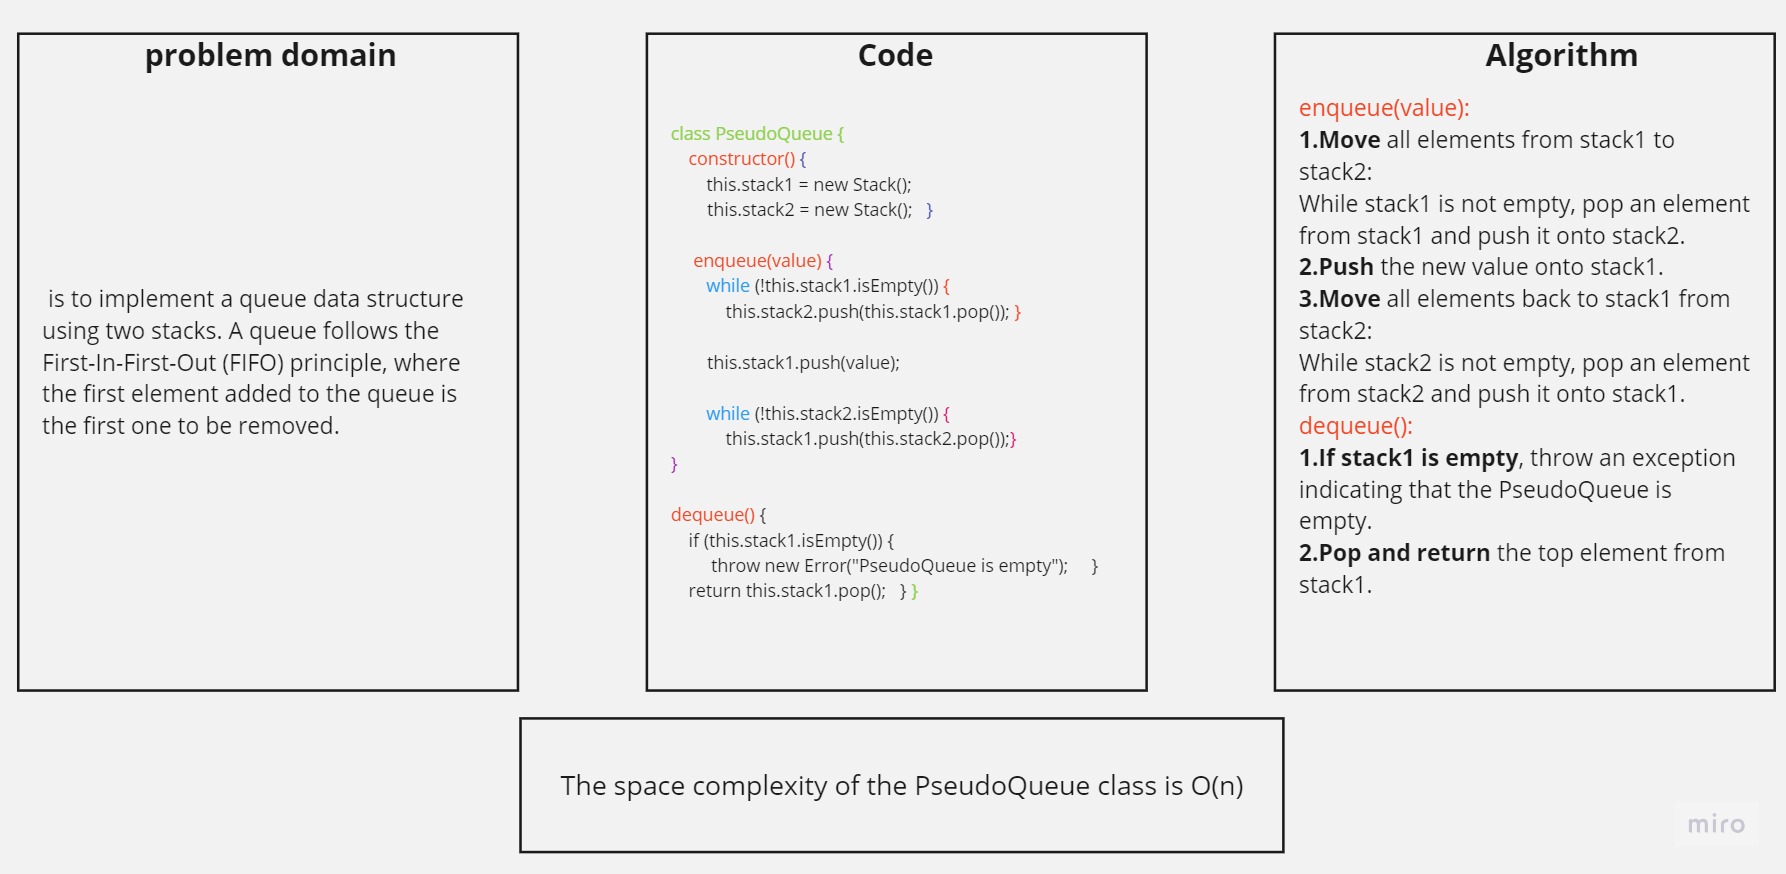 problem domain
is to implement a queue data structure
using two stacks. A queue follows the
First-In-First-Out (FIFO) principle, where
the first element added to the queue is
the first one to be removed.
Code
class PseudoQueue {
constructor() {
this.stack1 = new Stack();
this.stack2 = new Stack(); }
enqueue(value) {
while (!this.stack1.isEmpty()) {
this.stack2.push(this.stack1.pop()); }
this.stack1.push(value);
while (!this.stack2.isEmpty()) {
this.stack1.push(this.stack2.pop());}
}
dequeue() {
if (this.stack1.isEmpty()) {
throw new Error("PseudoQueue is empty"); }
return this.stack1.pop(); } }
Algorithm
enqueue(value):
1.Move all elements from stack1 to
stack2:
While stack1 is not empty, pop an element
from stack1 and push it onto stack2.
2.Push the new value onto stack1.
3.Move all elements back to stack1 from
stack2:
While stack2 is not empty, pop an element
from stack2 and push it onto stack1.
dequeue():
1.If stack1 is empty, throw an exception
indicating that the PseudoQueue is
empty.
2.Pop and return the top element from
stack1.
The space complexity of the PseudoQueue class is O(n)
miro